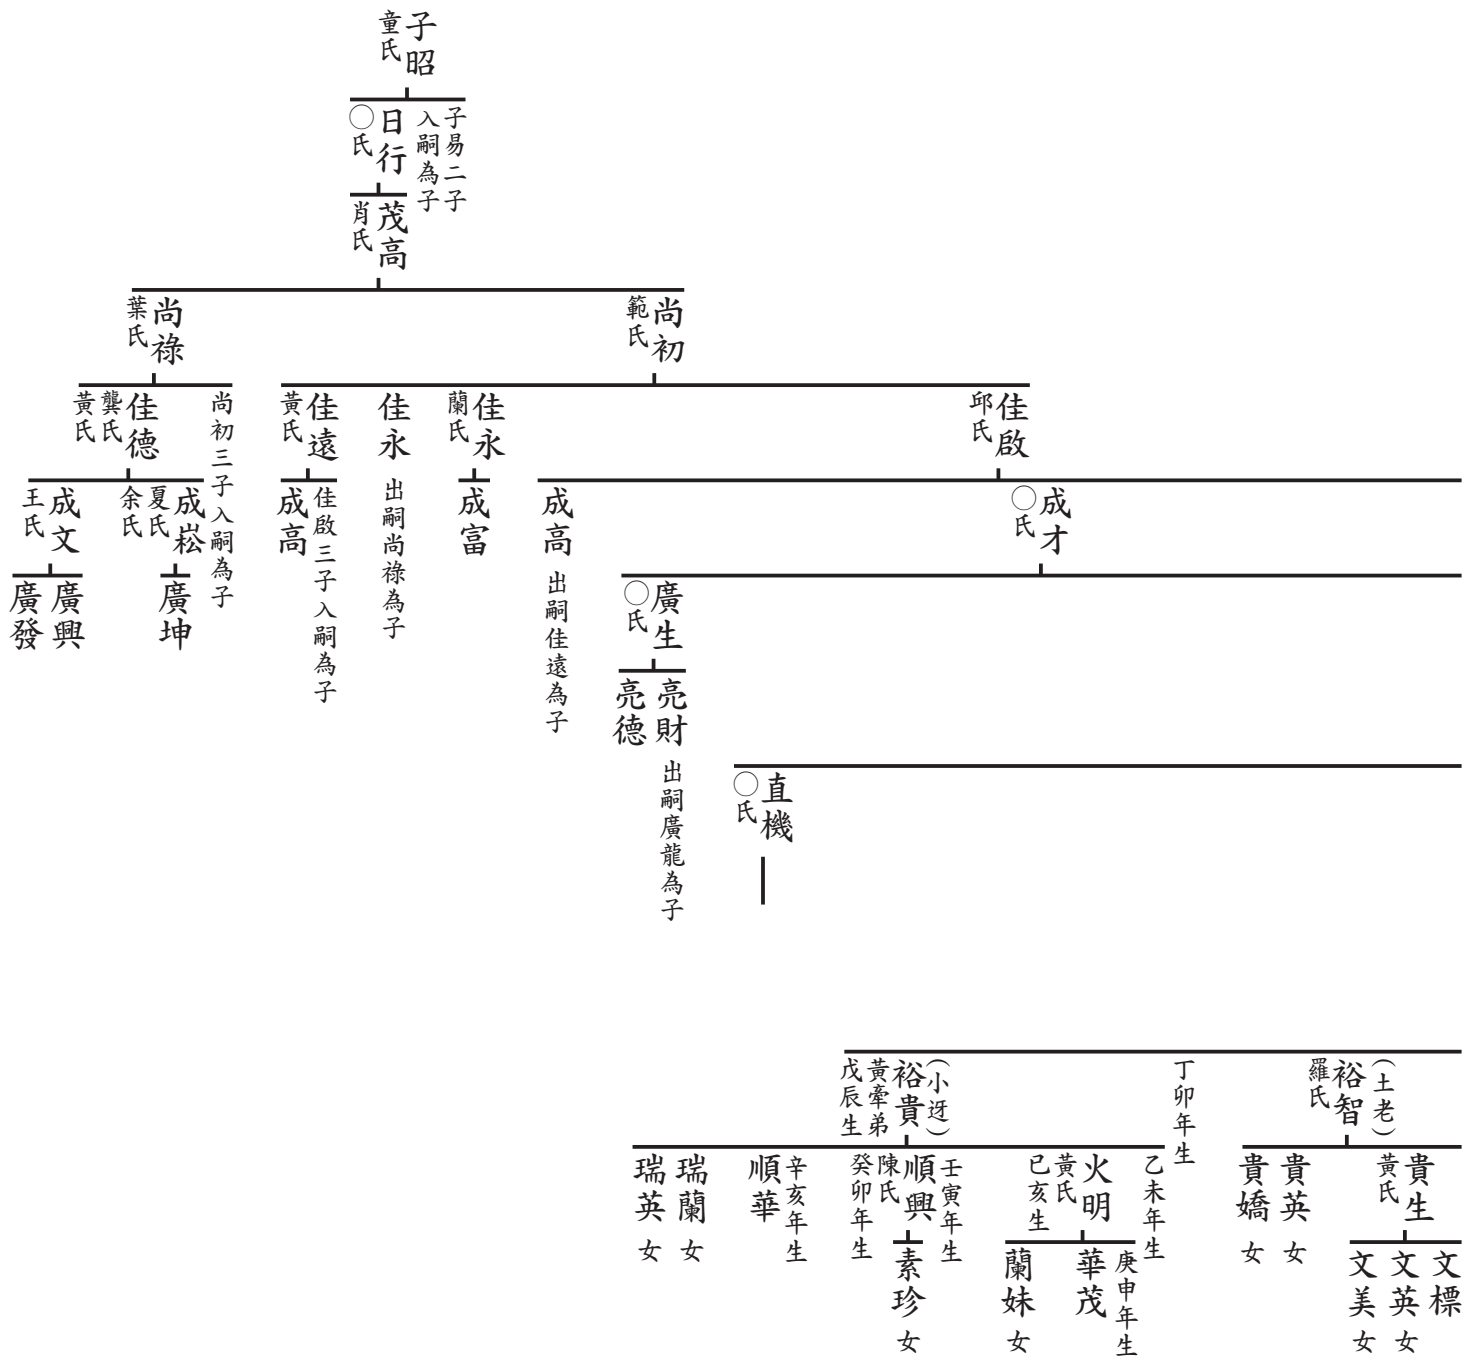 子昭
童氏
子易二子
入嗣為子
日行
〇氏
茂高
肖氏
尚初
範氏
尚祿
葉氏
佳啟
邱氏
佳永
蘭氏
佳永
出嗣尚祿為子
佳遠
黃氏
尚初三子入嗣為子
佳德
龔氏
黃氏
成才
〇氏
成高
出嗣佳遠為子
成富
佳啟三子入嗣為子
成高
成崧
夏氏
余氏
成文
王氏
廣生
〇氏
廣坤
廣興
廣發
亮財
出嗣廣龍為子
亮德
直機
〇氏
(土老)
裕智
羅氏
丁卯年生
(小迓)
裕貴
黃牽弟
戊辰生
貴生
黃氏
貴英
女
貴嬌
女
乙未年生
火明
黃氏
已亥生
壬寅年生
順興
陳氏
癸卯年生
辛亥年生
順華
瑞蘭
女
瑞英
女
文標
文英
女
文美
女
庚申年生
華茂
蘭妹
女
素珍
女